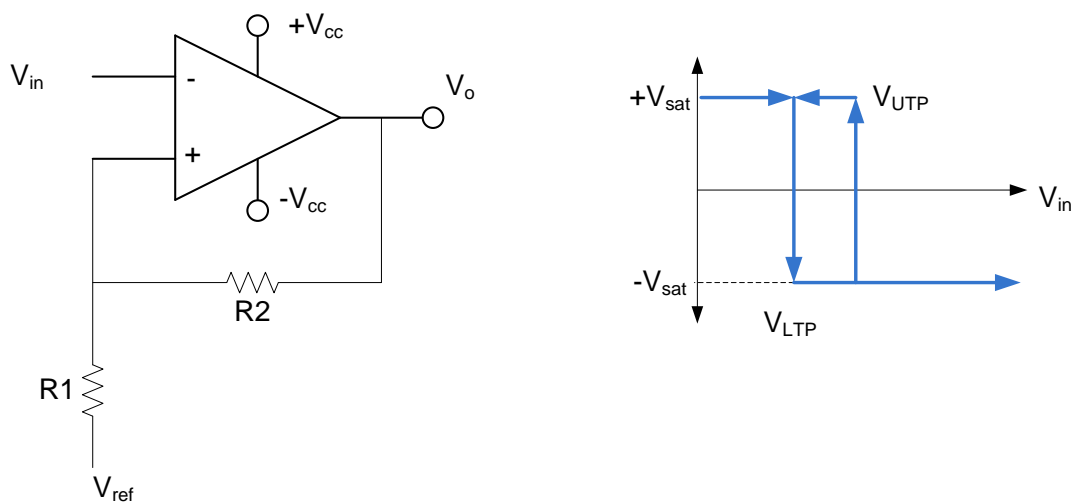 +Vcc
Vin
-
Vo
+
-Vcc
R2
R1
Vref
+Vsat
VUTP
Vin
-Vsat
VLTP